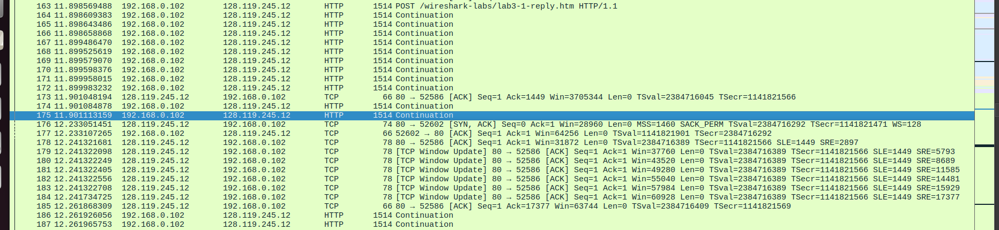 163 11.898569488 192.168.0.102 128.119.245.12 HTTP 1514 POST /wireshark-labs/lab3-1-reply.htm HTTP/1.1
164 11.898609383 192.168.0.102 128.119.245.12 HTTP 1514 Continuation
165 11.898643486 192.168.0.102 128.119.245.12 HTTP 1514 Continuation
166 11.898658868 192.168.0.102 128.119.245.12 HTTP 1514 Continuation
167 11.899486470 192.168.0.102 128.119.245.12 HTTP 1514 Continuation
168 11.899525619 192.168.0.102 128.119.245.12 HTTP 1514 Continuation
169 11.899579070 192.168.0.102 128.119.245.12 HTTP 1514 Continuation
170 11.899598376 192.168.0.102 128.119.245.12 HTTP 1514 Continuation
171 11.899958015 192.168.0.102 128.119.245.12 HTTP 1514 Continuation
172 11.899983232 192.168.0.102 128.119.245.12 HTTP 1514 Continuation
173 11.901048194 128.119.245.12 192.168.0.102 TCP 66 80 → 52586 [ACK] Seq=1 Ack=1449 Win=3705344 Len=0 TSval=2384716045 TSecr=1141821566
174 11.901084878 192.168.0.102 128.119.245.12 HTTP 1514 Continuation
175 11.901113159 192.168.0.102 128.119.245.12 HTTP 1514 Continuation
176 12.233051451 128.119.245.12 192.168.0.102 TCP 74 80 → 52602 [SYN, ACK] Seq=0 Ack=1 Win=28960 Len=0 MSS=1460 SACK_PERM TSval=2384716292 TSecr=1141821471 WS=128
177 12.233107265 192.168.0.102 128.119.245.12 TCP 66 52602 → 80 [ACK] Seq=1 Ack=1 Win=64256 Len=0 TSval=1141821901 TSecr=2384716292
178 12.241321681 128.119.245.12 192.168.0.102 TCP 78 80 → 52586 [ACK] Seq=1 Ack=1 Win=31872 Len=0 TSval=2384716389 TSecr=1141821566 SLE=1449 SRE=2897
179 12.241322098 128.119.245.12 192.168.0.102 TCP 78 [TCP Window Update] 80 → 52586 [ACK] Seq=1 Ack=1 Win=37760 Len=0 TSval=2384716389 TSecr=1141821566 SLE=1449 SRE=5793
180 12.241322249 128.119.245.12 192.168.0.102 TCP 78 [TCP Window Update] 80 → 52586 [ACK] Seq=1 Ack=1 Win=43520 Len=0 TSval=2384716389 TSecr=1141821566 SLE=1449 SRE=8689
181 12.241322405 128.119.245.12 192.168.0.102 TCP 78 [TCP Window Update] 80 → 52586 [ACK] Seq=1 Ack=1 Win=49280 Len=0 TSval=2384716389 TSecr=1141821566 SLE=1449 SRE=11585
182 12.241322556 128.119.245.12 192.168.0.102 TCP 78 [TCP Window Update] 80 → 52586 [ACK] Seq=1 Ack=1 Win=55040 Len=0 TSval=2384716389 TSecr=1141821566 SLE=1449 SRE=14481
183 12.241322708 128.119.245.12 192.168.0.102 TCP 78 [TCP Window Update] 80 → 52586 [ACK] Seq=1 Ack=1 Win=57984 Len=0 TSval=2384716389 TSecr=1141821566 SLE=1449 SRE=15929
184 12.241734725 128.119.245.12 192.168.0.102 TCP 78 [TCP Window Update] 80 → 52586 [ACK] Seq=1 Ack=1 Win=60928 Len=0 TSval=2384716389 TSecr=1141821566 SLE=1449 SRE=17377
185 12.261868309 128.119.245.12 192.168.0.102 TCP 66 80 → 52586 [ACK] Seq=1 Ack=17377 Win=63744 Len=0 TSval=2384716409 TSecr=1141821569
186 12.261926056 192.168.0.102 128.119.245.12 HTTP 1514 Continuation
187 12.261965753 192.168.0.102 128.119.245.12 HTTP 1514 Continuation